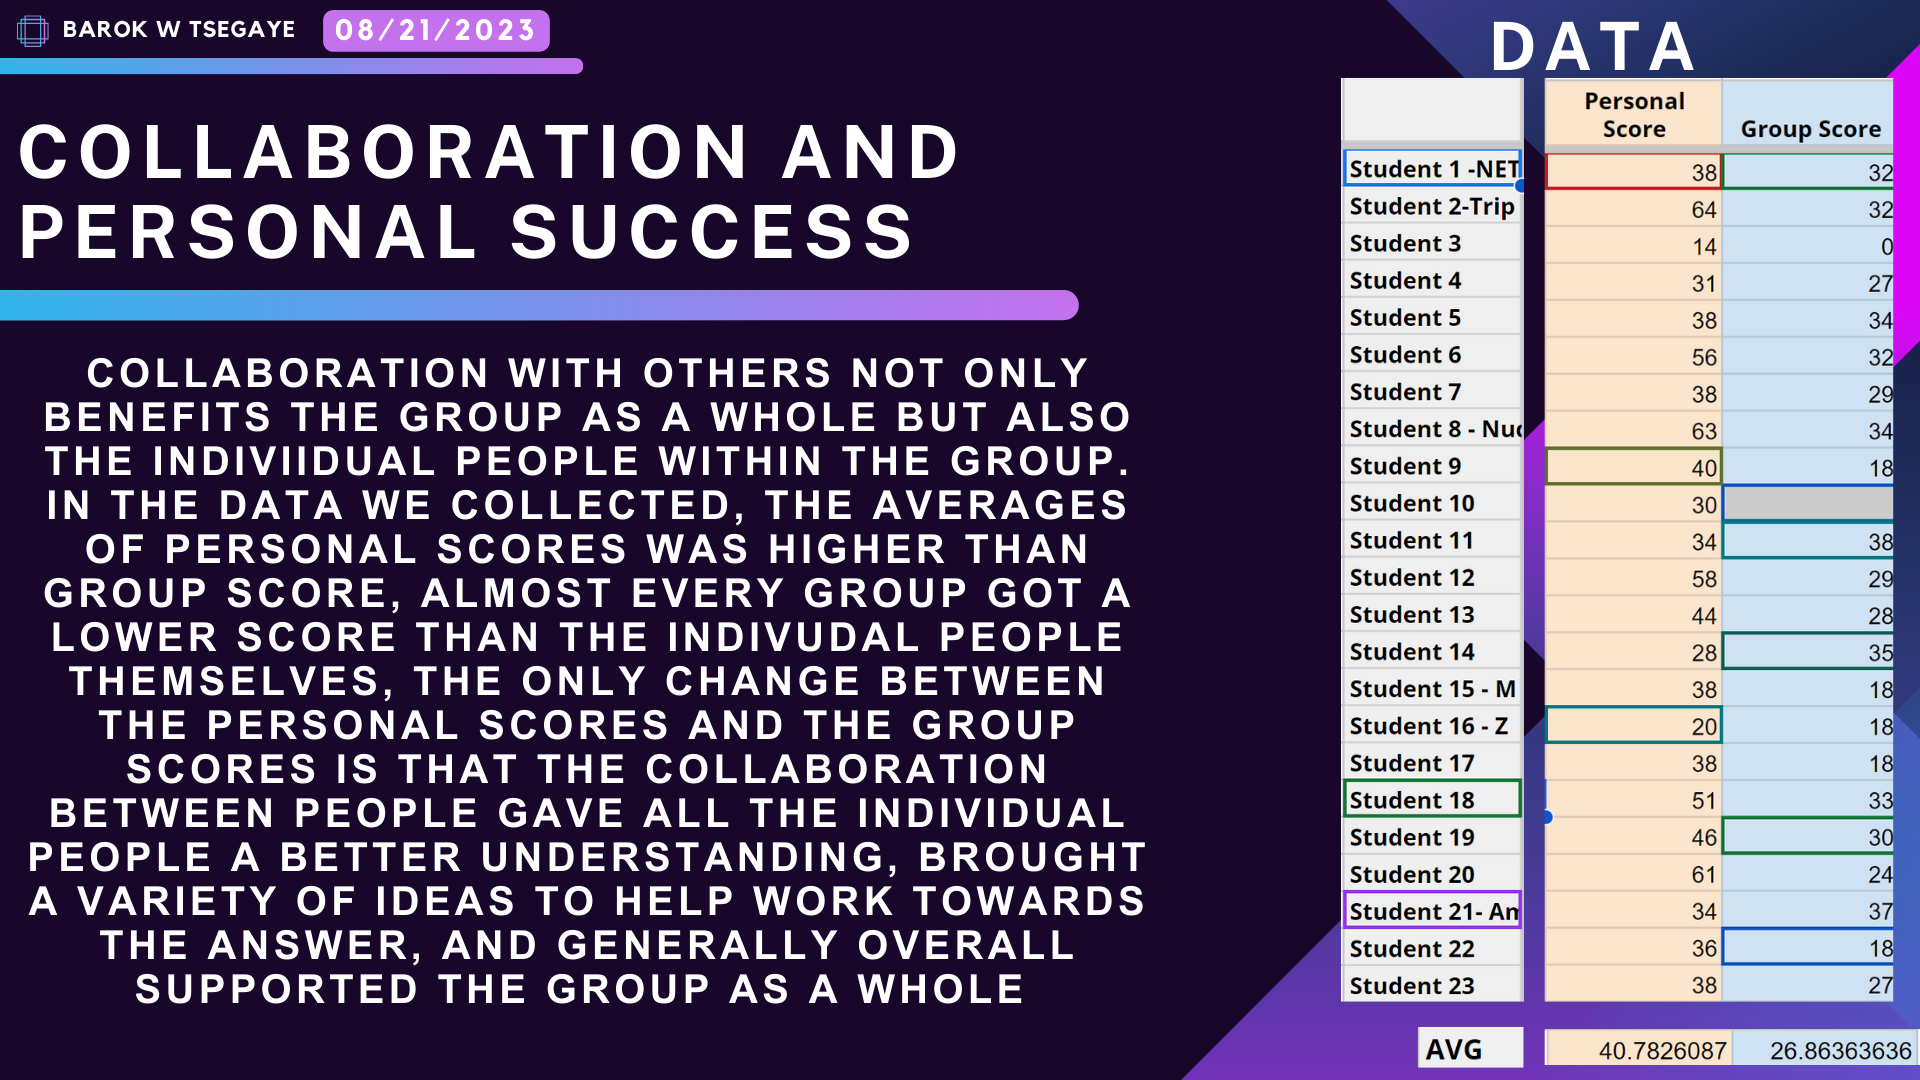 BAROK W TSEGAYE
08/21/2023
COLLABORATION AND
PERSONAL SUCCESS
COLLABORATION WITH OTHERS NOT ONLY
BENEFITS THE GROUP AS A WHOLE BUT ALSO
THE INDIVIIDUAL PEOPLE WITHIN THE GROUP.
IN THE DATA WE COLLECTED, THE AVERAGES
OF PERSONAL SCORES WAS HIGHER THAN
GROUP SCORE, ALMOST EVERY GROUP GOT A
LOWER SCORE THAN THE INDIVUDAL PEOPLE
THEMSELVES, THE ONLY CHANGE BETWEEN
THE PERSONAL SCORES AND THE GROUP
SCORES IS THAT THE COLLABORATION
BETWEEN PEOPLE GAVE ALL THE INDIVIDUAL
PEOPLE A BETTER UNDERSTANDING, BROUGHT
A VARIETY OF IDEAS TO HELP WORK TOWARDS
THE ANSWER, AND GENERALLY OVERALL
SUPPORTED THE GROUP AS A WHOLE
DATA
Personal
Score
Group Score
Student 1 -NET 38 32
Student 2-Trip 64 32
Student 3 14 0
Student 4 31 27
Student 5 38 34
Student 6 56 32
Student 7 38 29
Student 8 - Nuc 63 34
Student 9 40 18
Student 10 30
Student 11 34 38
Student 12 58 29
Student 13 44 28
Student 14 28 35
Student 15 - M 38 18
Student 16 - Z 20 18
Student 17 38 18
Student 18 51 33
Student 19 46 30
Student 20 61 24
Student 21- Am 34 37
Student 22 36 18
Student 23 38 27
AVG 40.7826087 26.86363636